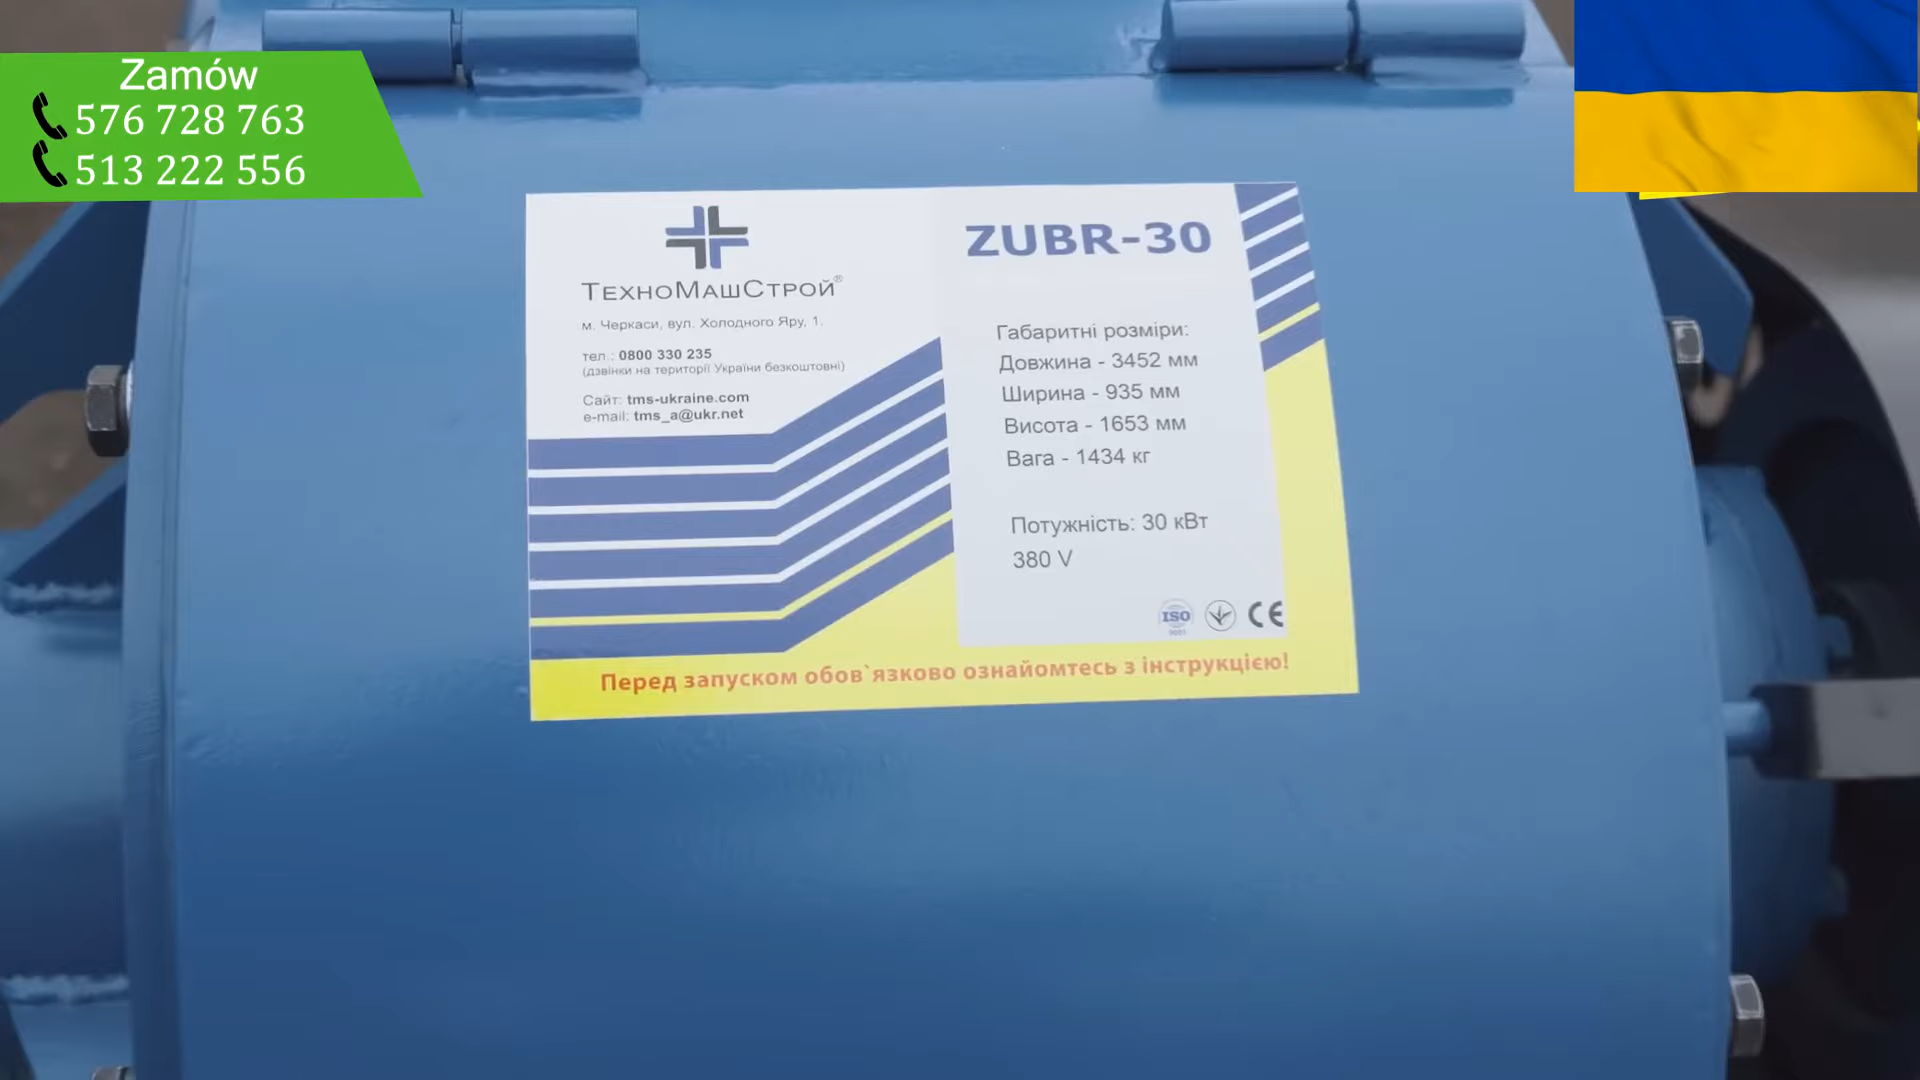 Zamów
576 728 763
513 222 556
ТехноМашСтрой®
м. Черкаси, вул. Холодного Яру, 1.
тел.: 0800 330 235
(дзвінки на території України безкоштовні)
Сайт: tms-ukraine.com
e-mail: tms_a@ukr.net
ZUBR-30
Габаритні розміри:
Довжина - 3452 мм
Ширина - 935 мм
Висота - 1653 мм
Вага - 1434 кг
Потужність: 30 кВт
380 V
ISO
9001
CE
Перед запуском обов`язково ознайомтесь з інструкцією!